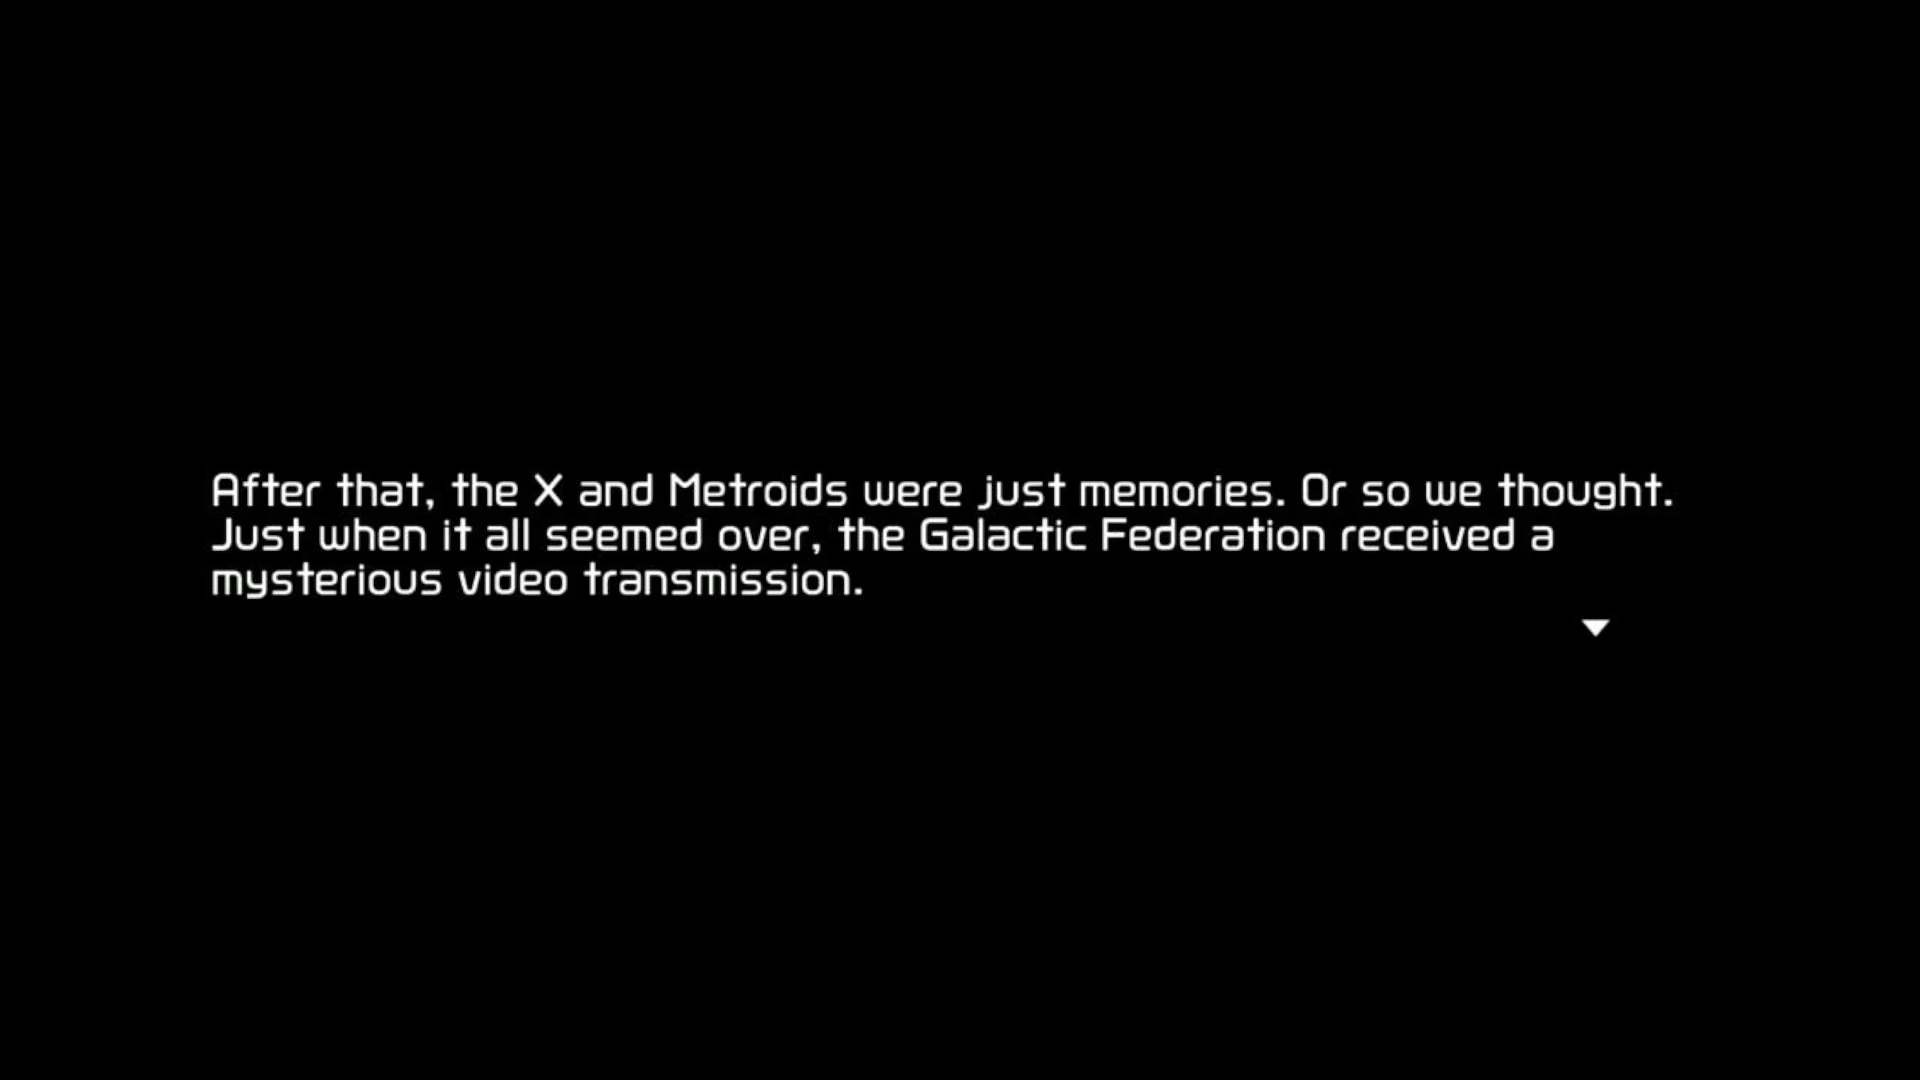 After that, the X and Metroids were just memories. Or so we thought.
Just when it all seemed over, the Galactic Federation received a
mysterious video transmission.